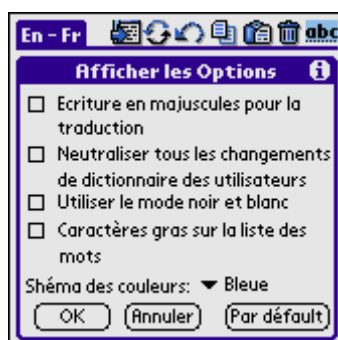 En - Fr
abc
Afficher les Options
i
Ecriture en majuscules pour la
traduction
Neutraliser tous les changements
de dictionnaire des utilisateurs
Utiliser le mode noir et blanc
Caractères gras sur la liste des
mots
Shéma des couleurs: Bleue
OK Annuler Par défault